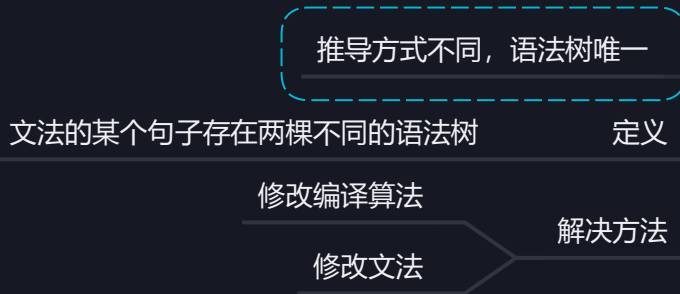 推导方式不同，语法树唯一
文法的某个句子存在两棵不同的语法树 定义
修改编译算法
解决方法
修改文法